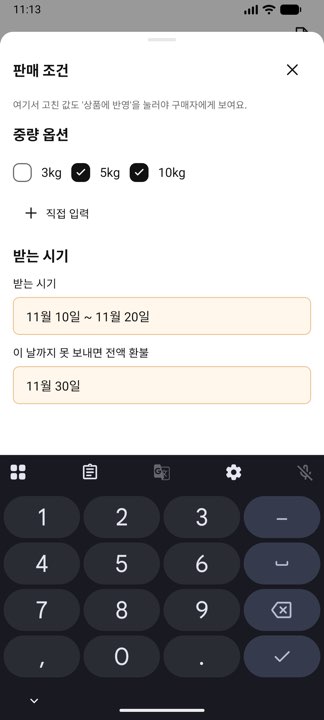 11:13
판매 조건
여기서 고친 값도 '상품에 반영'을 눌러야 구매자에게 보여요.
중량 옵션
3kg 5kg 10kg
직접 입력
받는 시기
받는 시기
11월 10일 ~ 11월 20일
이 날까지 못 보내면 전액 환불
11월 30일
1 2 3 –
4 5 6
7 8 9
, 0 .